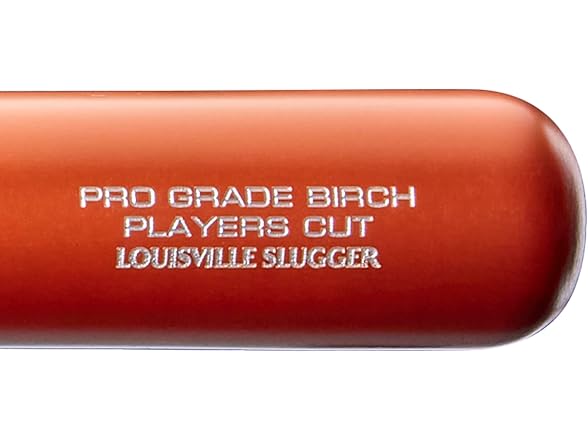 PRO GRADE BIRCH
PLAYERS CUT
LOUISVILLE SLUGGER